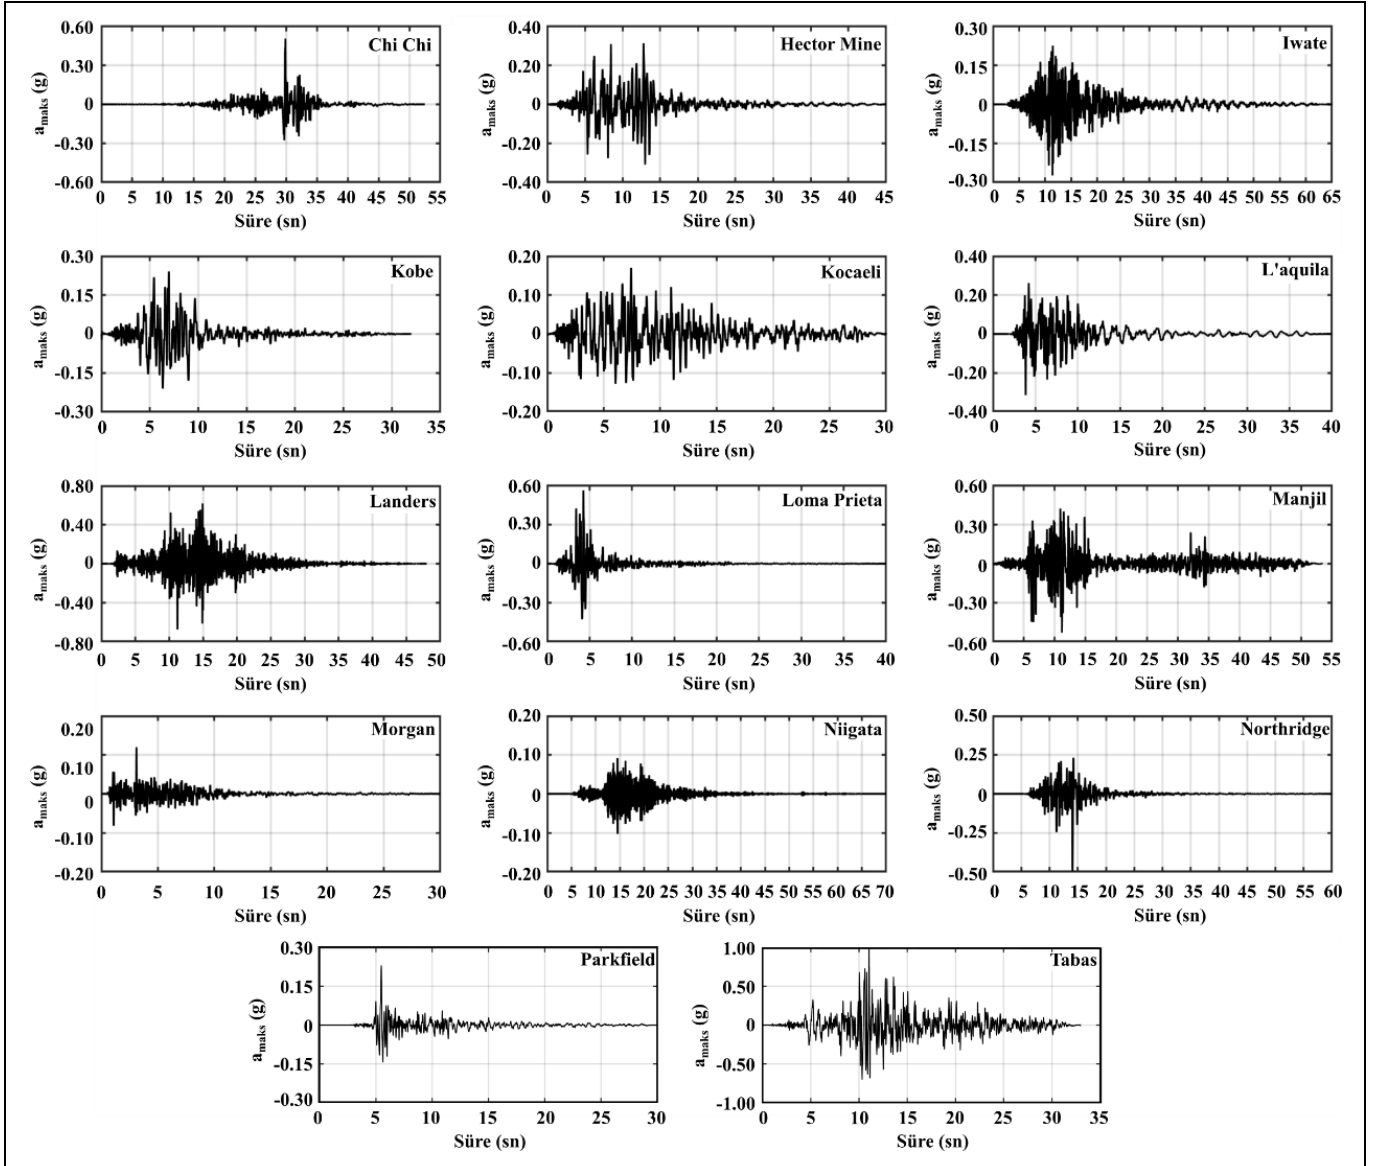 Chi Chi
a_maks (g)
0.60
0.30
0
-0.30
-0.60
0 5 10 15 20 25 30 35 40 45 50 55
Süre (sn)
Hector Mine
a_maks (g)
0.40
0.20
0
-0.20
-0.40
0 5 10 15 20 25 30 35 40 45
Süre (sn)
Iwate
a_maks (g)
0.30
0.15
0
-0.15
-0.30
0 5 10 15 20 25 30 35 40 45 50 55 60 65
Süre (sn)
Kobe
a_maks (g)
0.30
0.15
0
-0.15
-0.30
0 5 10 15 20 25 30 35
Süre (sn)
Kocaeli
a_maks (g)
0.20
0.10
0
-0.10
-0.20
0 5 10 15 20 25 30
Süre (sn)
L'aquila
a_maks (g)
0.40
0.20
0
-0.20
-0.40
0 5 10 15 20 25 30 35 40
Süre (sn)
Landers
a_maks (g)
0.80
0.40
0
-0.40
-0.80
0 5 10 15 20 25 30 35 40 45 50
Süre (sn)
Loma Prieta
a_maks (g)
0.60
0.30
0
-0.30
-0.60
0 5 10 15 20 25 30 35 40
Süre (sn)
Manjil
a_maks (g)
0.60
0.30
0
-0.30
-0.60
0 5 10 15 20 25 30 35 40 45 50 55
Süre (sn)
Morgan
a_maks (g)
0.20
0.10
0
-0.10
-0.20
0 5 10 15 20 25 30
Süre (sn)
Niigata
a_maks (g)
0.20
0.10
0
-0.10
-0.20
0 5 10 15 20 25 30 35 40 45 50 55 60 65 70
Süre (sn)
Northridge
a_maks (g)
0.50
0.25
0
-0.25
-0.50
0 5 10 15 20 25 30 35 40 45 50 55 60
Süre (sn)
Parkfield
a_maks (g)
0.30
0.15
0
-0.15
-0.30
0 5 10 15 20 25 30
Süre (sn)
Tabas
a_maks (g)
1.00
0.50
0
-0.50
-1.00
0 5 10 15 20 25 30 35
Süre (sn)